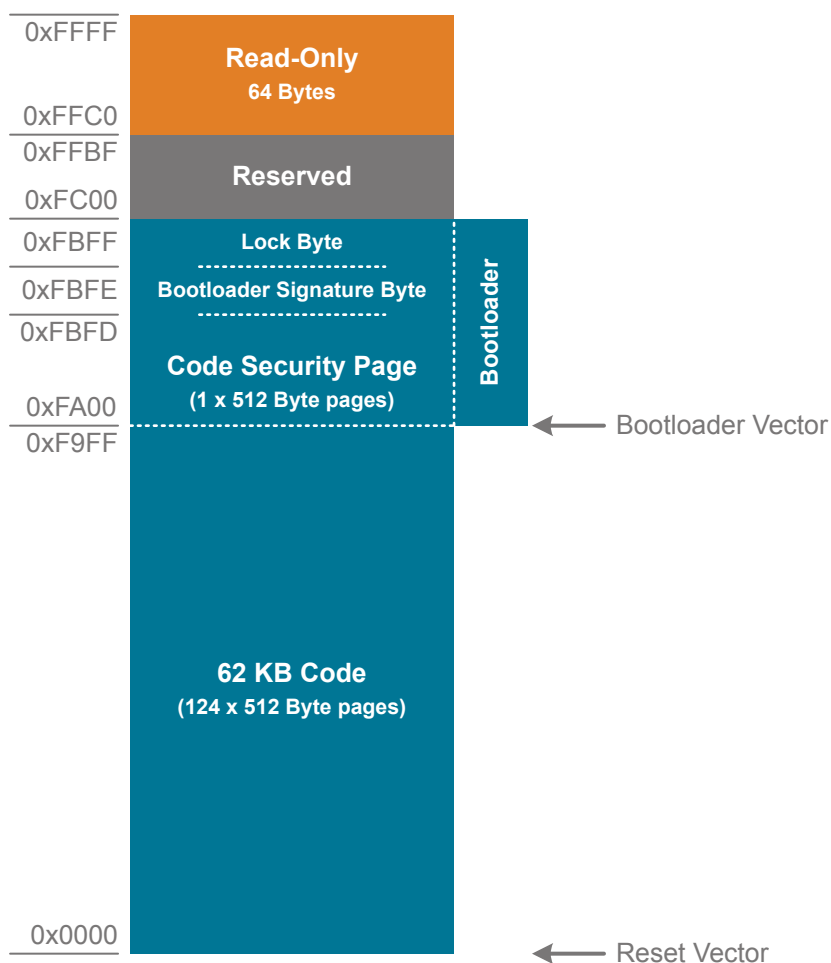 0xFFFF
Read-Only
64 Bytes
0xFFC0
0xFFBF
Reserved
0xFC00
0xFBFF
Lock Byte
0xFBFE
Bootloader Signature Byte
0xFBFD
Code Security Page
(1 x 512 Byte pages)
Bootloader
0xFA00
Bootloader Vector
0xF9FF
62 KB Code
(124 x 512 Byte pages)
0x0000
Reset Vector